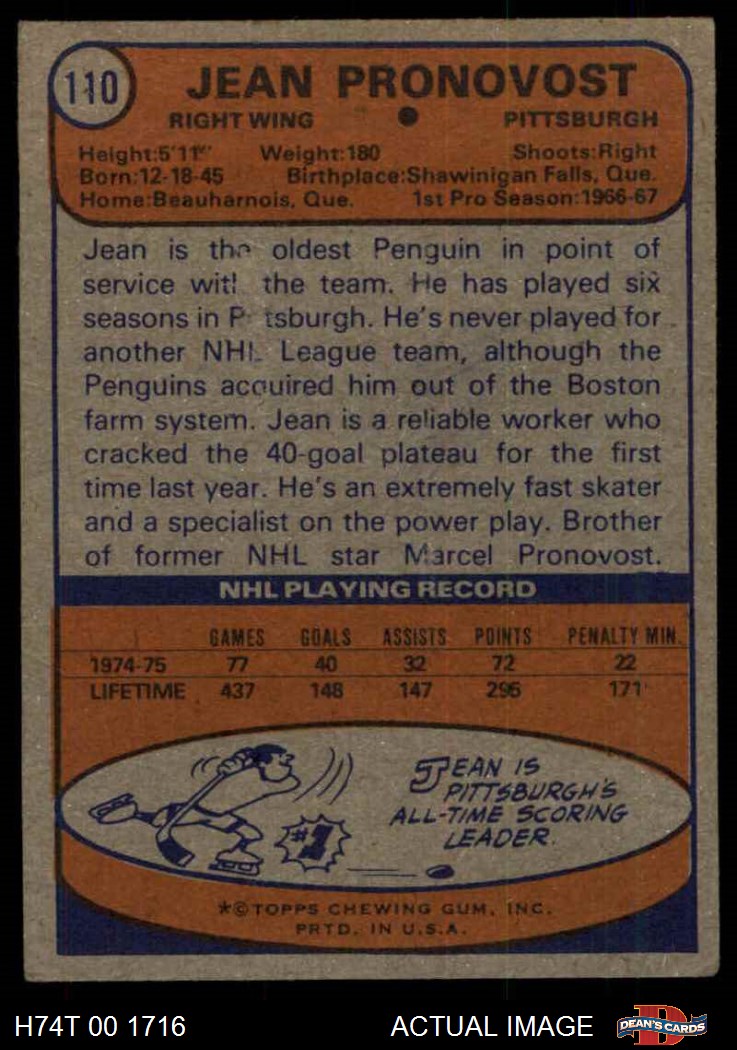 110
JEAN PRONOVOST
RIGHT WING ● PITTSBURGH
Height:5'11" Weight:180 Shoots:Right
Born:12-18-45 Birthplace:Shawinigan Falls, Que.
Home:Beauharnois, Que. 1st Pro Season:1966-67
Jean is the oldest Penguin in point of
service with the team. He has played six
seasons in Pittsburgh. He's never played for
another NHL League team, although the
Penguins acquired him out of the Boston
farm system. Jean is a reliable worker who
cracked the 40-goal plateau for the first
time last year. He's an extremely fast skater
and a specialist on the power play. Brother
of former NHL star Marcel Pronovost.
NHL PLAYING RECORD
GAMES GOALS ASSISTS POINTS PENALTY MIN.
1974-75 77 40 32 72 22
LIFETIME 437 148 147 295 171
JEAN IS
PITTSBURGH'S
ALL-TIME SCORING
LEADER.
#1
*©TOPPS CHEWING GUM, INC.
PRTD. IN U.S.A.
H74T 00 1716 ACTUAL IMAGE D DEAN'S CARDS